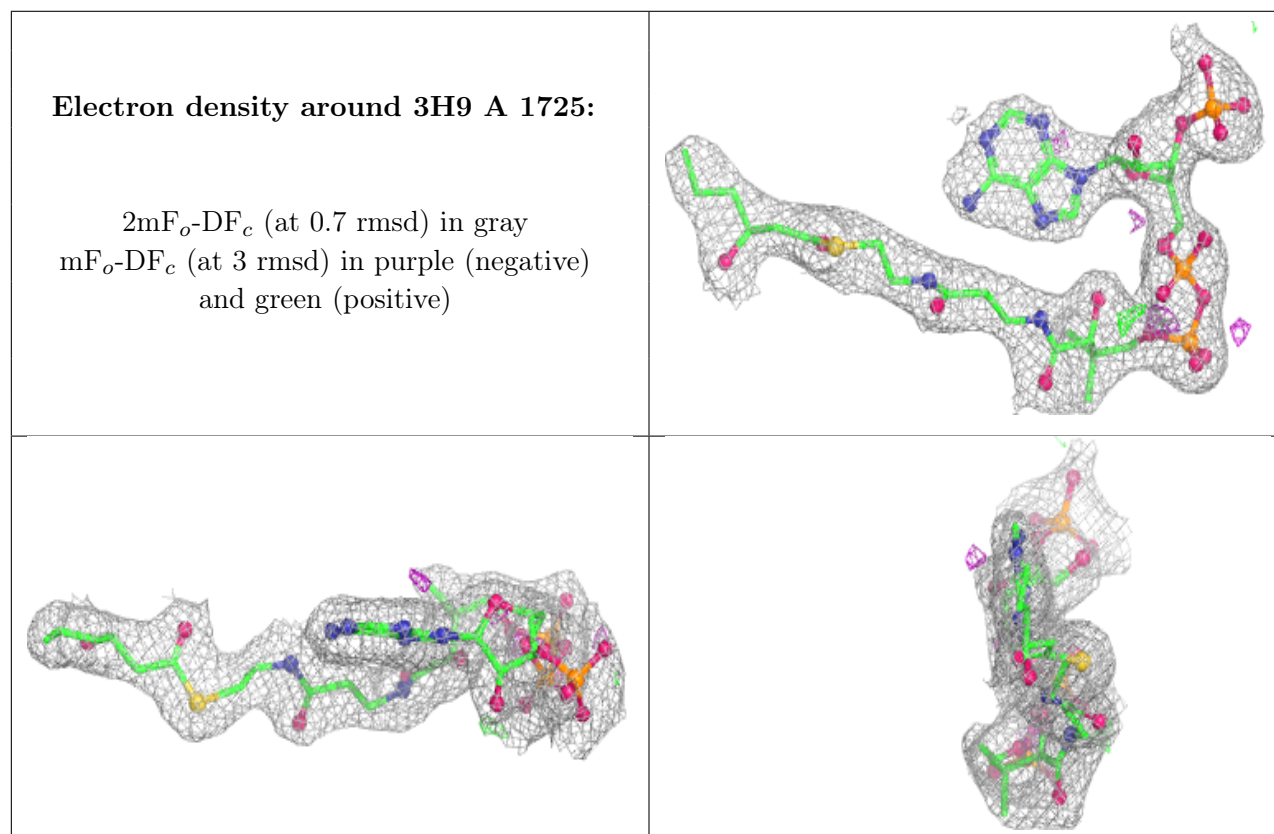 Electron density around 3H9 A 1725:
2mFo-DFc (at 0.7 rmsd) in gray
mFo-DFc (at 3 rmsd) in purple (negative)
and green (positive)